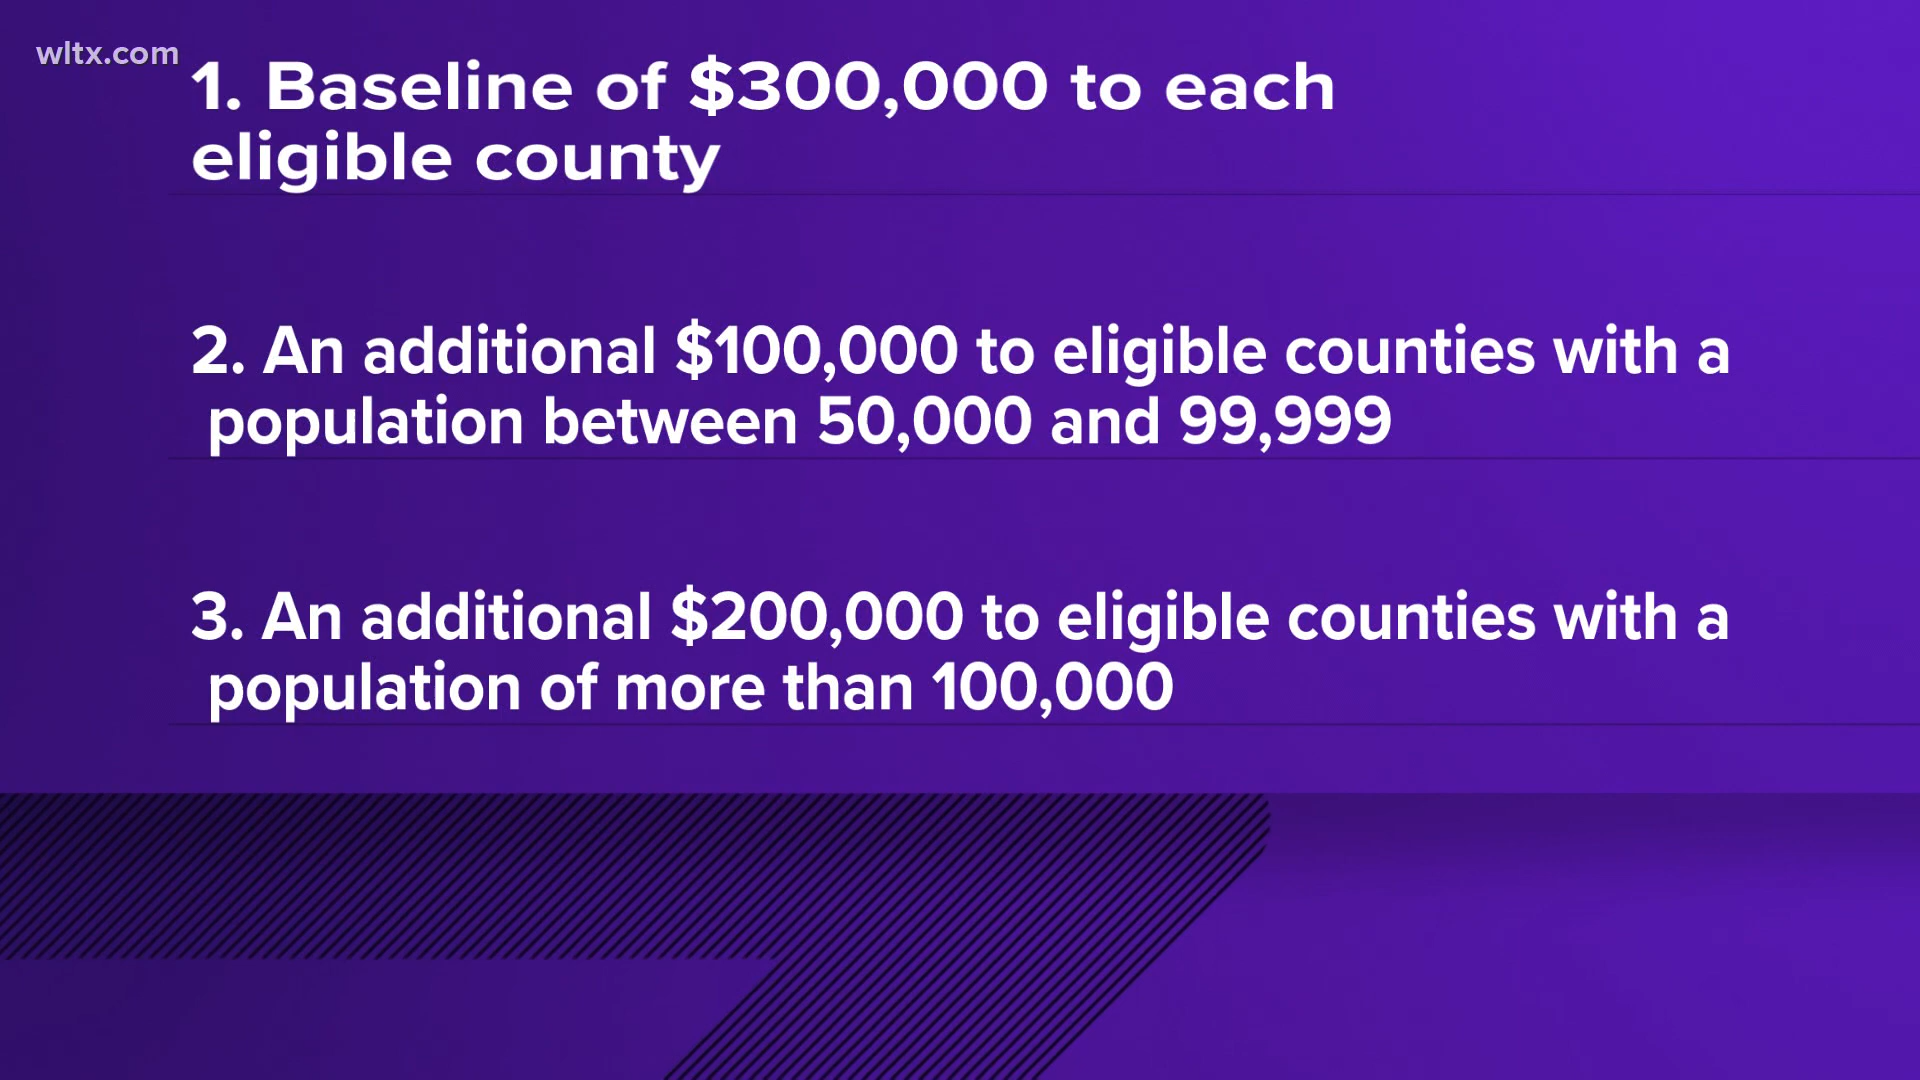 wltx.com
1. Baseline of $300,000 to each
eligible county
2. An additional $100,000 to eligible counties with a
population between 50,000 and 99,999
3. An additional $200,000 to eligible counties with a
population of more than 100,000